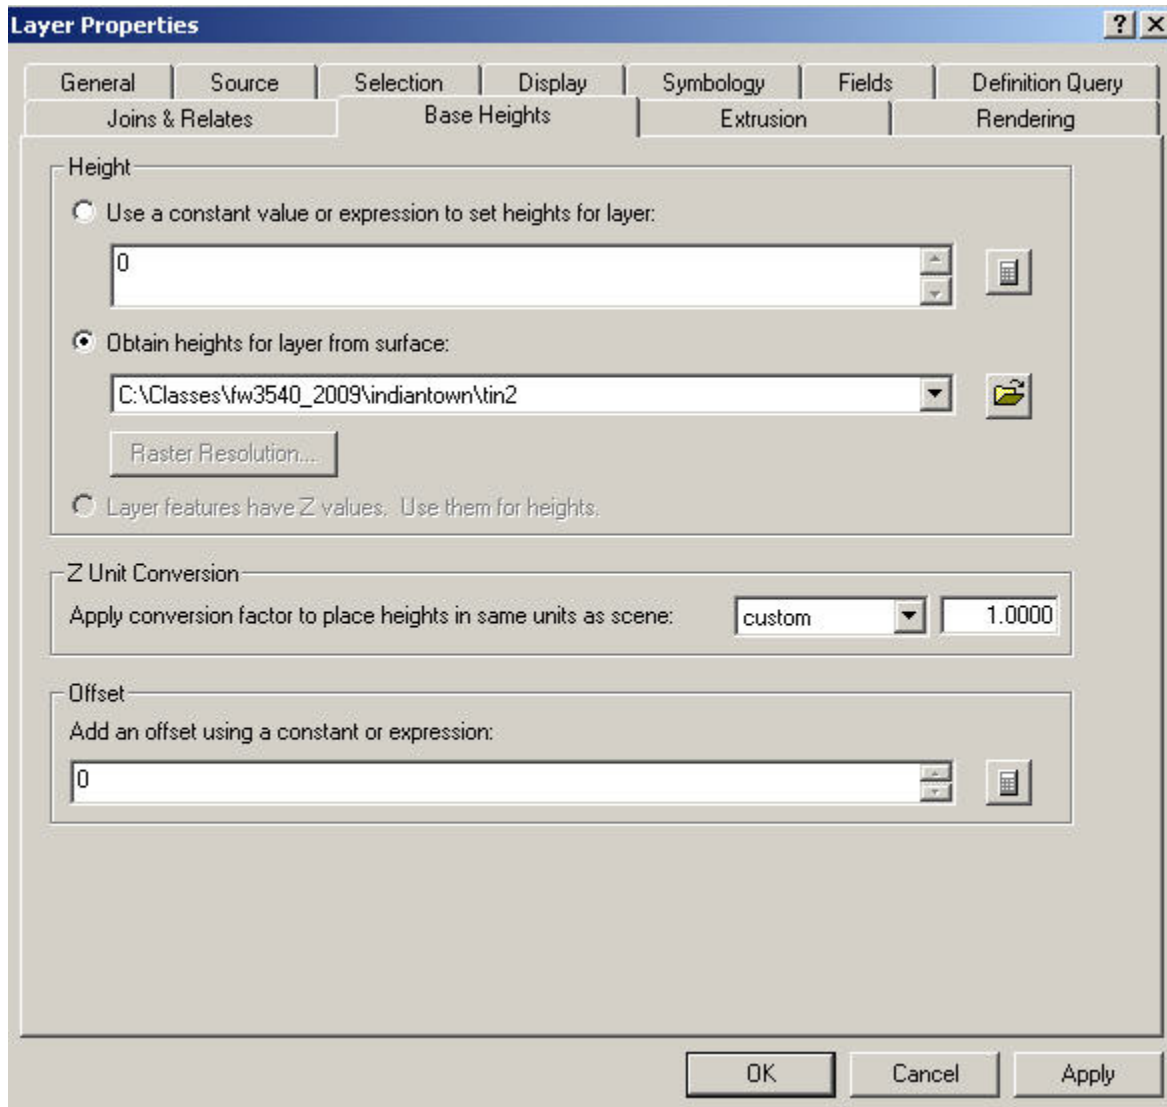 Layer Properties
General Source Selection Display Symbology Fields Definition Query
Joins & Relates Base Heights Extrusion Rendering
Height
Use a constant value or expression to set heights for layer:
0
Obtain heights for layer from surface:
C:\Classes\fw3540_2009\indiantown\tin2
Raster Resolution...
Layer features have Z values. Use them for heights.
Z Unit Conversion
Apply conversion factor to place heights in same units as scene: custom 1.0000
Offset
Add an offset using a constant or expression:
0
OK Cancel Apply